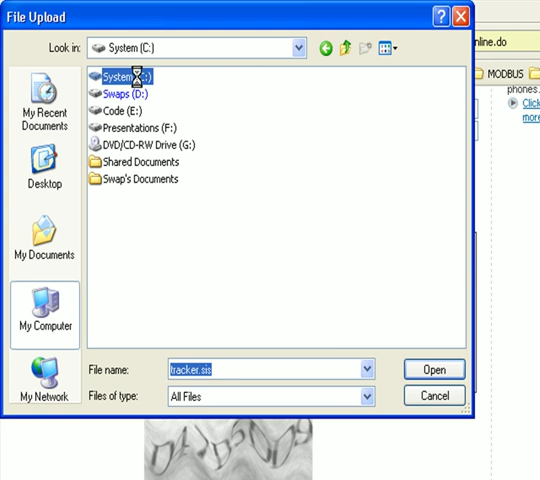 File Upload
Look in:
System (C:)
nline.do
MODBUS
phones.
Click
more
System (C:)
Swaps (D:)
Code (E:)
Presentations (F:)
DVD/CD-RW Drive (G:)
Shared Documents
Swap's Documents
My Recent
Documents
Desktop
My Documents
My Computer
My Network
File name:
tracker.sis
Open
Files of type:
All Files
Cancel